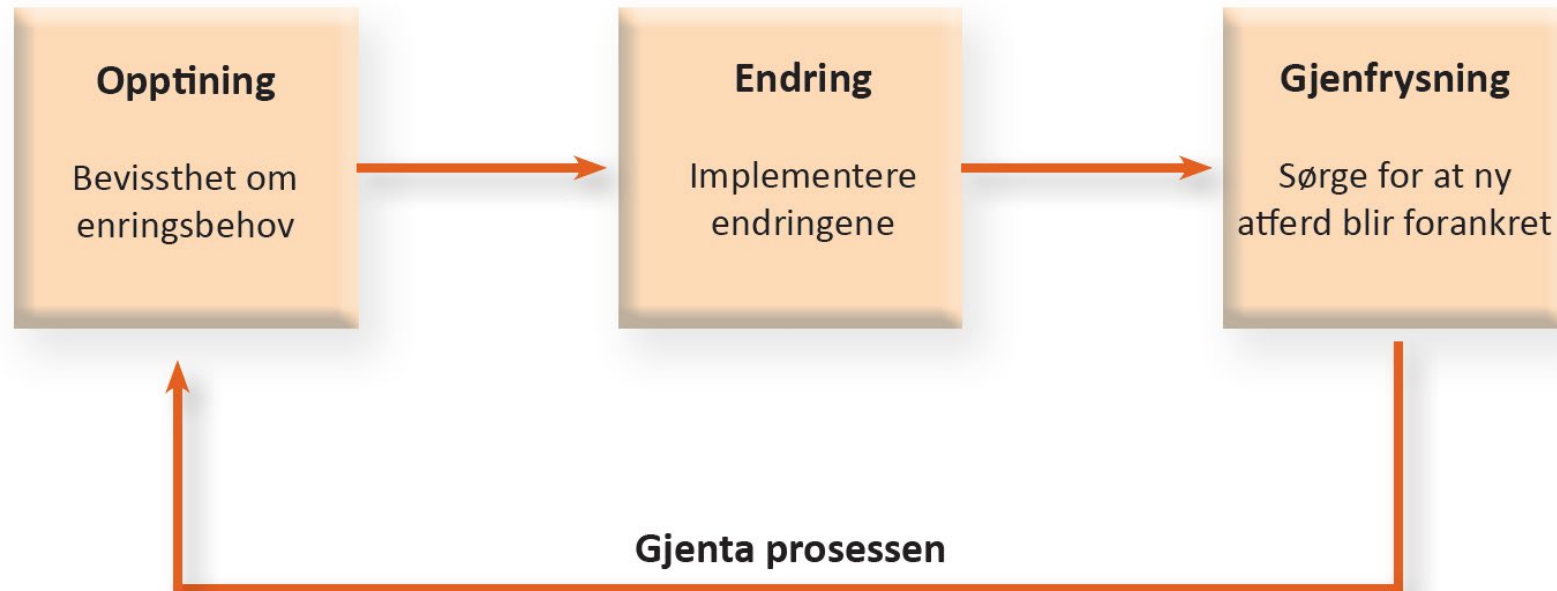 Opptining
Bevissthet om
enringsbehov
Endring
Implementere
endringene
Gjenfrysning
Sørge for at ny
atferd blir forankret
Gjenta prosessen